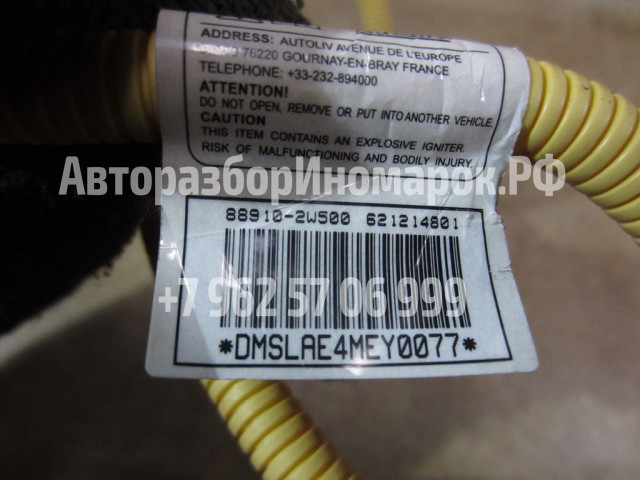 ADDRESS: AUTOLIV AVENUE DE L'EUROPE
76220 GOURNAY-EN-BRAY FRANCE
TELEPHONE: +33-232-894000
ATTENTION!
DO NOT OPEN, REMOVE OR PUT INTO ANOTHER VEHICLE.
CAUTION
THIS ITEM CONTAINS AN EXPLOSIVE IGNITER.
RISK OF MALFUNCTIONING AND BODILY INJURY.
АвторазборИномарок.РФ
88910-2W500 621214801
+7 962 57 06 999
*DMSLAE4MEY0077*